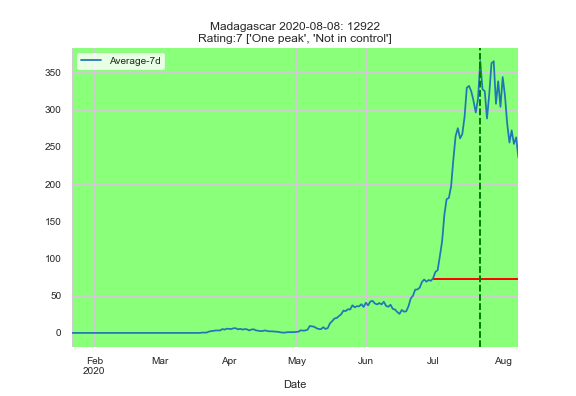 Madagascar 2020-08-08: 12922
Rating:7 ['One peak', 'Not in control']
Average-7d
350
300
250
200
150
100
50
0
Feb Mar Apr May Jun Jul Aug
2020
Date